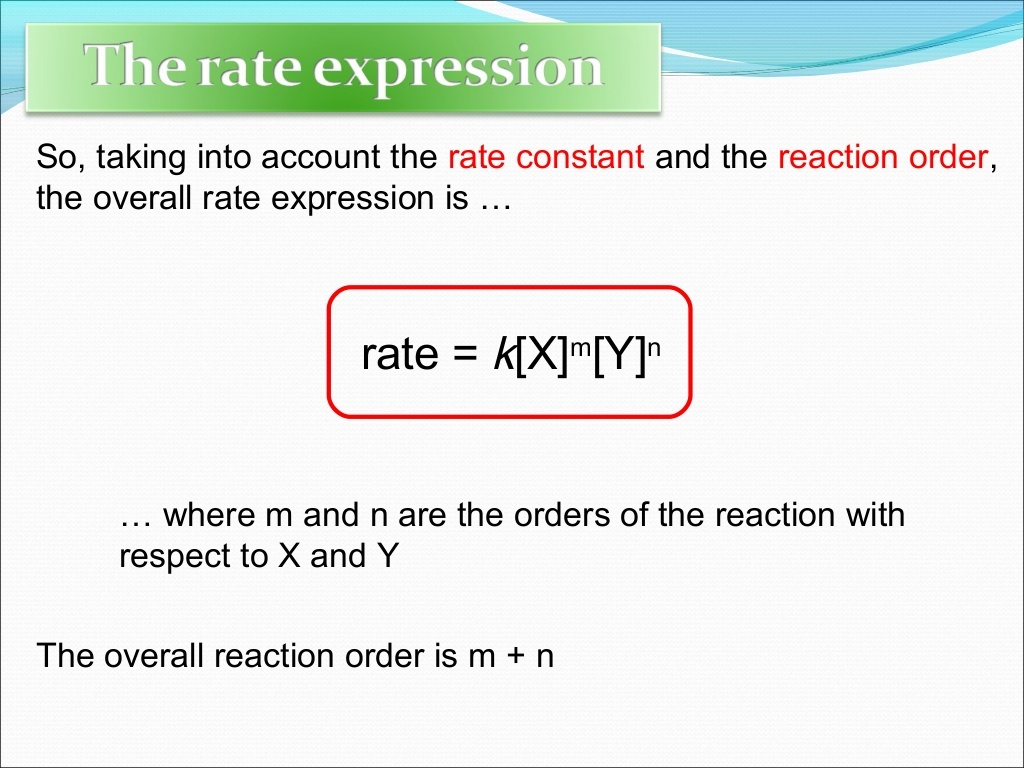 The rate expression
So, taking into account the rate constant and the reaction order,
the overall rate expression is …
rate = k[X]ᵐ[Y]ⁿ
… where m and n are the orders of the reaction with
respect to X and Y
The overall reaction order is m + n